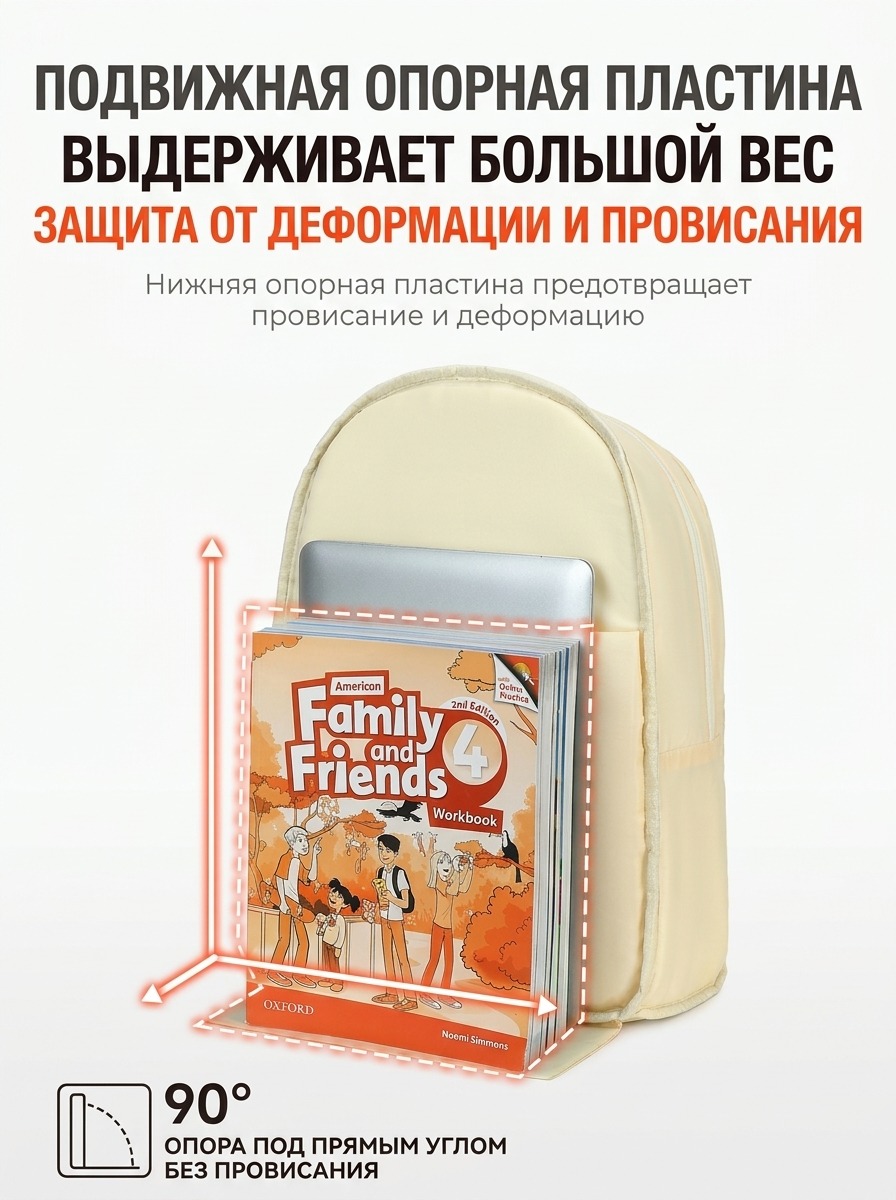 ПОДВИЖНАЯ ОПОРНАЯ ПЛАСТИНА
ВЫДЕРЖИВАЕТ БОЛЬШОЙ ВЕС
ЗАЩИТА ОТ ДЕФОРМАЦИИ И ПРОВИСАНИЯ
Нижняя опорная пластина предотвращает
провисание и деформацию
American
Family
and
Friends
2nd Edition
4
Workbook
OXFORD
Noemi Simmons
90°
ОПОРА ПОД ПРЯМЫМ УГЛОМ
БЕЗ ПРОВИСАНИЯ